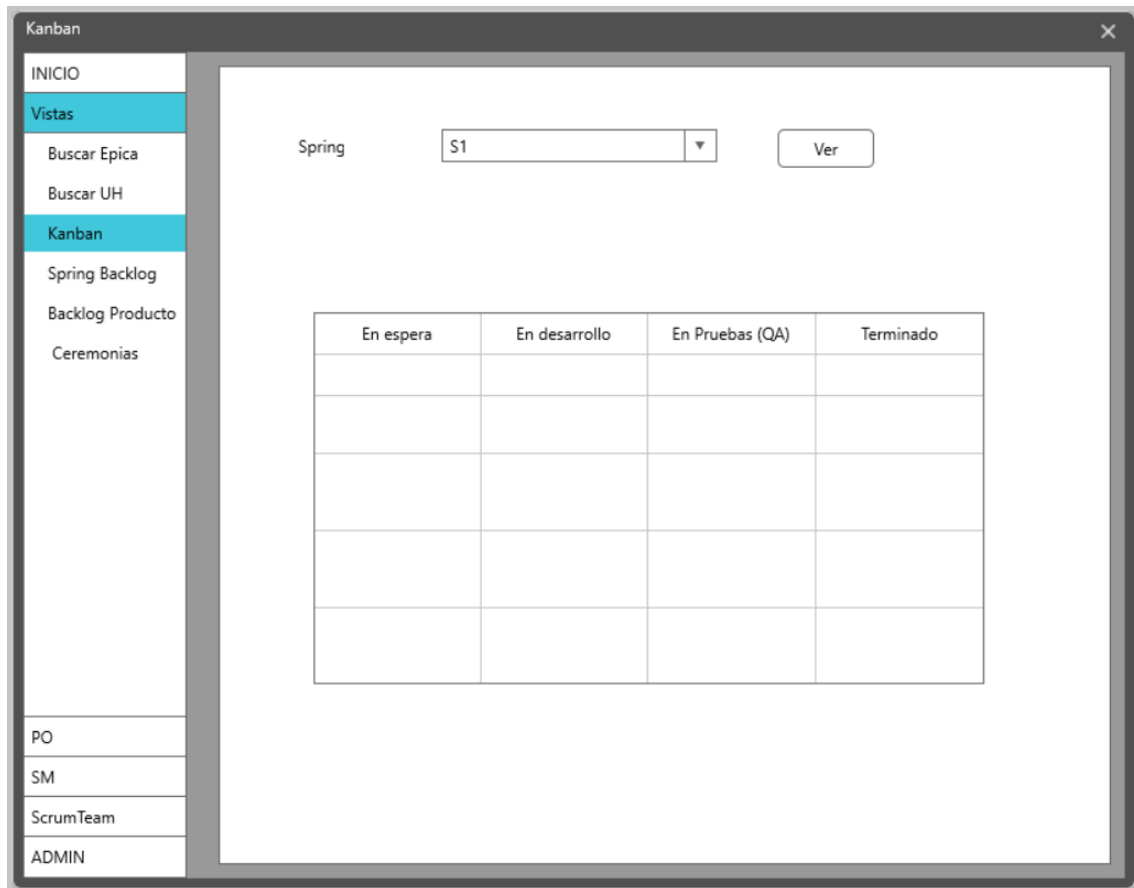 Kanban
INICIO
Vistas
Buscar Epica
Buscar UH
Kanban
Spring Backlog
Backlog Producto
Ceremonias
PO
SM
ScrumTeam
ADMIN
Spring S1 Ver
En espera En desarrollo En Pruebas (QA) Terminado